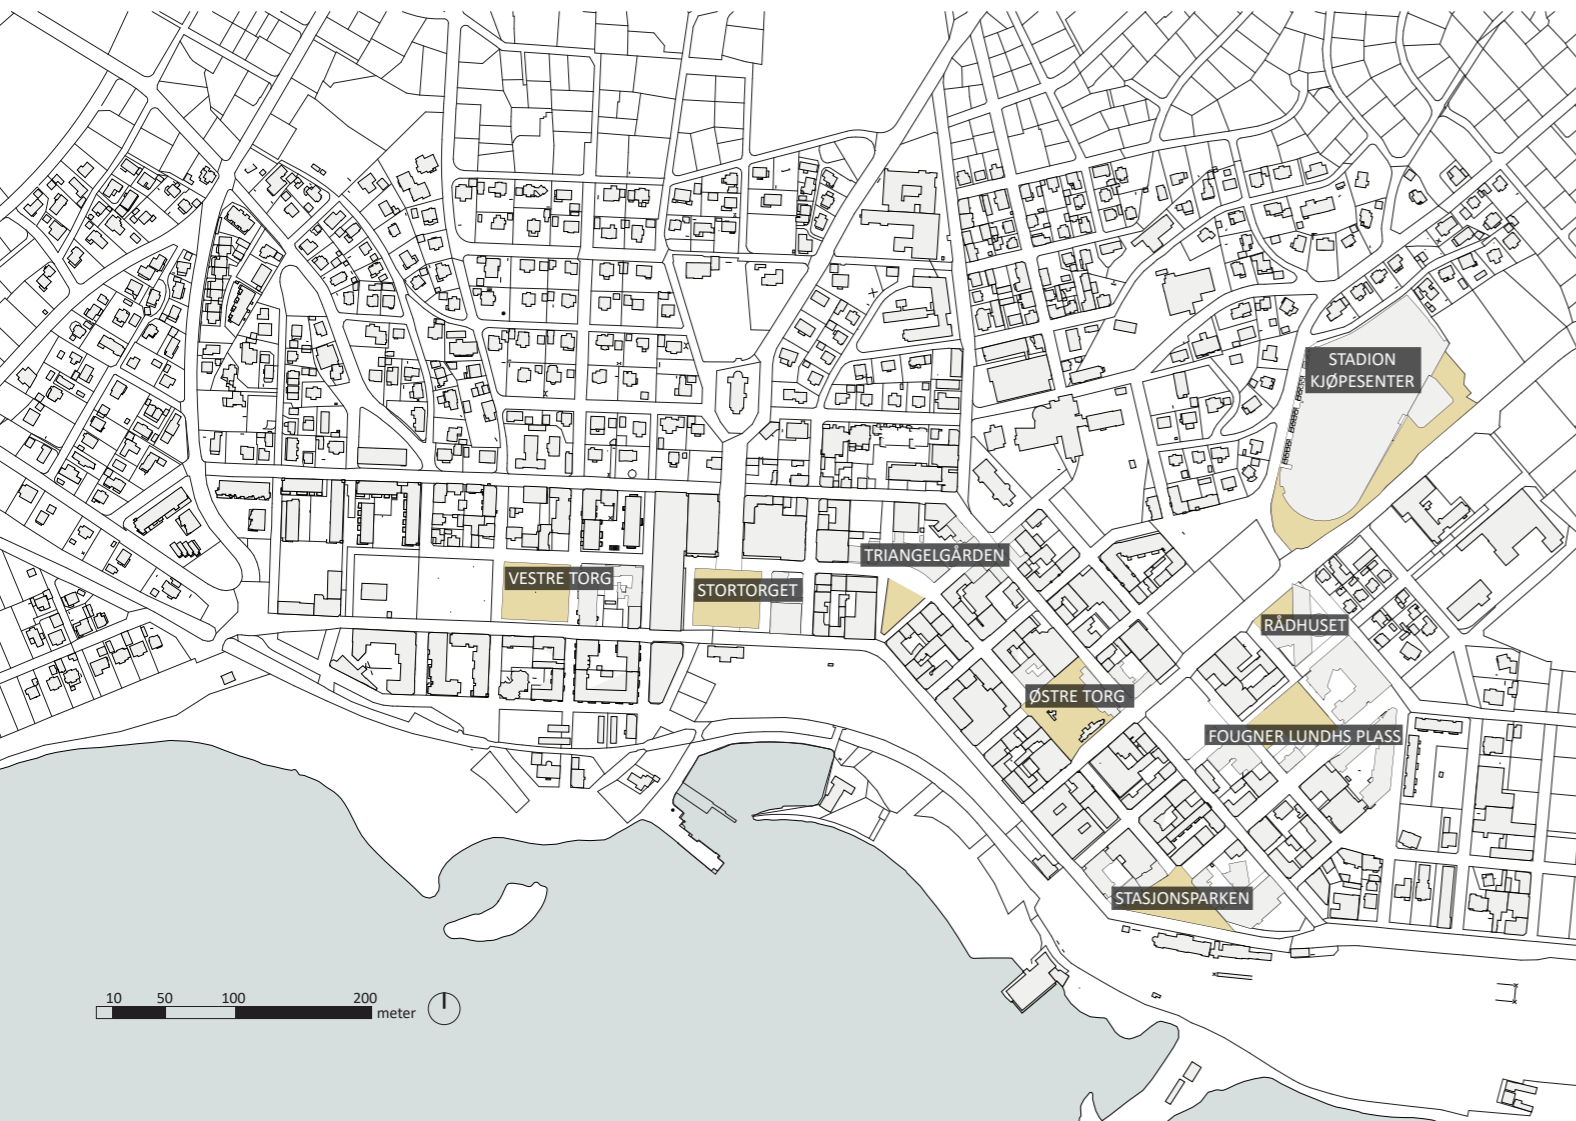 STADION
KJØPESENTER
TRIANGELGÅRDEN
VESTRE TORG
STORTORGET
RÅDHUSET
ØSTRE TORG
FOUGNER LUNDHS PLASS
STASJONSPARKEN
10 50 100 200
meter